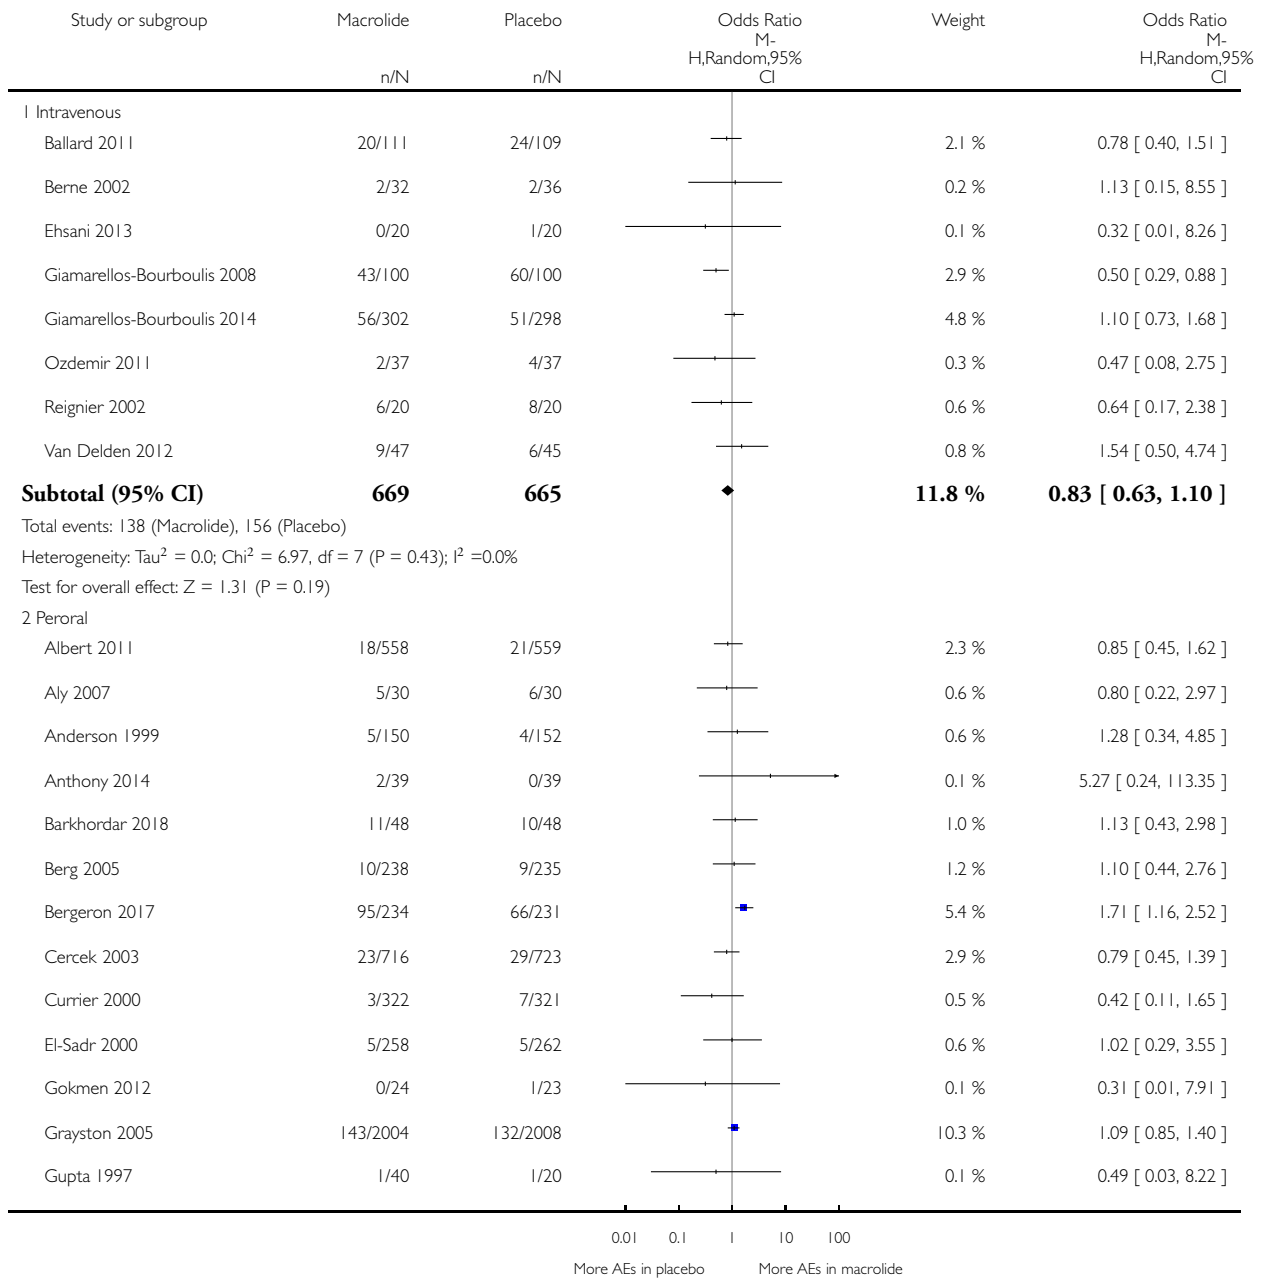 Study or subgroup Macrolide Placebo Odds Ratio Weight Odds Ratio
M- M-
H,Random,95% H,Random,95%
n/N n/N CI CI
1 Intravenous
Ballard 2011 20/111 24/109 2.1 % 0.78 [ 0.40, 1.51 ]
Berne 2002 2/32 2/36 0.2 % 1.13 [ 0.15, 8.55 ]
Ehsani 2013 0/20 1/20 0.1 % 0.32 [ 0.01, 8.26 ]
Giamarellos-Bourboulis 2008 43/100 60/100 2.9 % 0.50 [ 0.29, 0.88 ]
Giamarellos-Bourboulis 2014 56/302 51/298 4.8 % 1.10 [ 0.73, 1.68 ]
Ozdemir 2011 2/37 4/37 0.3 % 0.47 [ 0.08, 2.75 ]
Reignier 2002 6/20 8/20 0.6 % 0.64 [ 0.17, 2.38 ]
Van Delden 2012 9/47 6/45 0.8 % 1.54 [ 0.50, 4.74 ]
Subtotal (95% CI) 669 665 11.8 % 0.83 [ 0.63, 1.10 ]
Total events: 138 (Macrolide), 156 (Placebo)
Heterogeneity: Tau² = 0.0; Chi² = 6.97, df = 7 (P = 0.43); I² =0.0%
Test for overall effect: Z = 1.31 (P = 0.19)
2 Peroral
Albert 2011 18/558 21/559 2.3 % 0.85 [ 0.45, 1.62 ]
Aly 2007 5/30 6/30 0.6 % 0.80 [ 0.22, 2.97 ]
Anderson 1999 5/150 4/152 0.6 % 1.28 [ 0.34, 4.85 ]
Anthony 2014 2/39 0/39 0.1 % 5.27 [ 0.24, 113.35 ]
Barkhordar 2018 11/48 10/48 1.0 % 1.13 [ 0.43, 2.98 ]
Berg 2005 10/238 9/235 1.2 % 1.10 [ 0.44, 2.76 ]
Bergeron 2017 95/234 66/231 5.4 % 1.71 [ 1.16, 2.52 ]
Cercek 2003 23/716 29/723 2.9 % 0.79 [ 0.45, 1.39 ]
Currier 2000 3/322 7/321 0.5 % 0.42 [ 0.11, 1.65 ]
El-Sadr 2000 5/258 5/262 0.6 % 1.02 [ 0.29, 3.55 ]
Gokmen 2012 0/24 1/23 0.1 % 0.31 [ 0.01, 7.91 ]
Grayston 2005 143/2004 132/2008 10.3 % 1.09 [ 0.85, 1.40 ]
Gupta 1997 1/40 1/20 0.1 % 0.49 [ 0.03, 8.22 ]
0.01 0.1 1 10 100
More AEs in placebo More AEs in macrolide